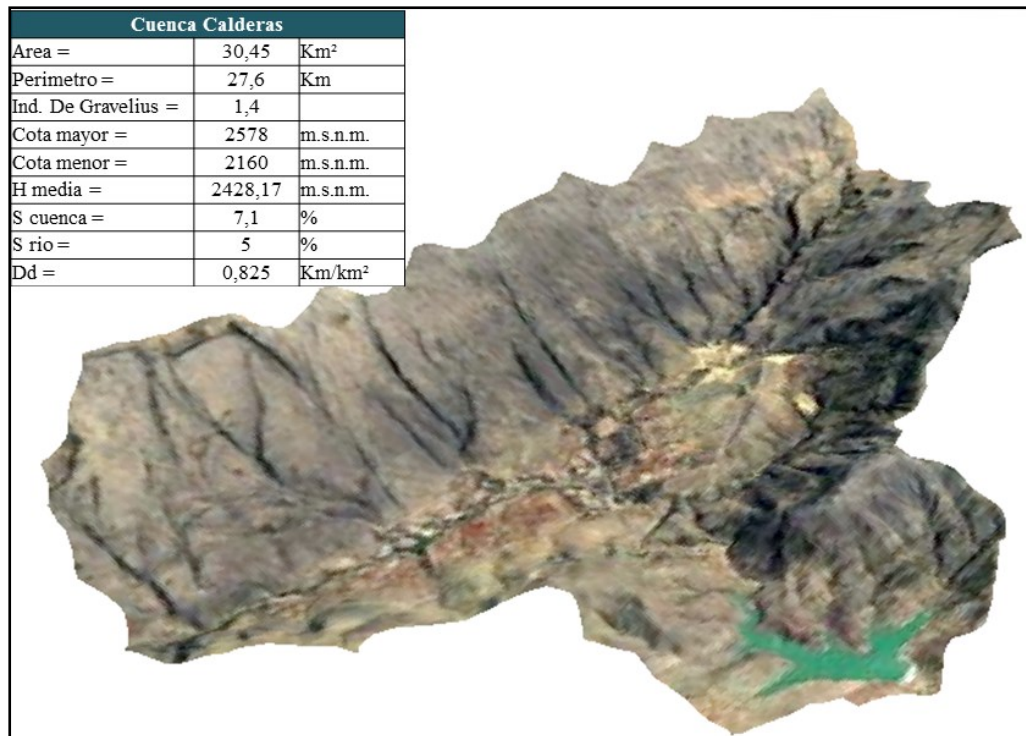 Cuenca Calderas
Area = 30,45 Km²
Perimetro = 27,6 Km
Ind. De Gravelius = 1,4
Cota mayor = 2578 m.s.n.m.
Cota menor = 2160 m.s.n.m.
H media = 2428,17 m.s.n.m.
S cuenca = 7,1 %
S rio = 5 %
Dd = 0,825 Km/km²